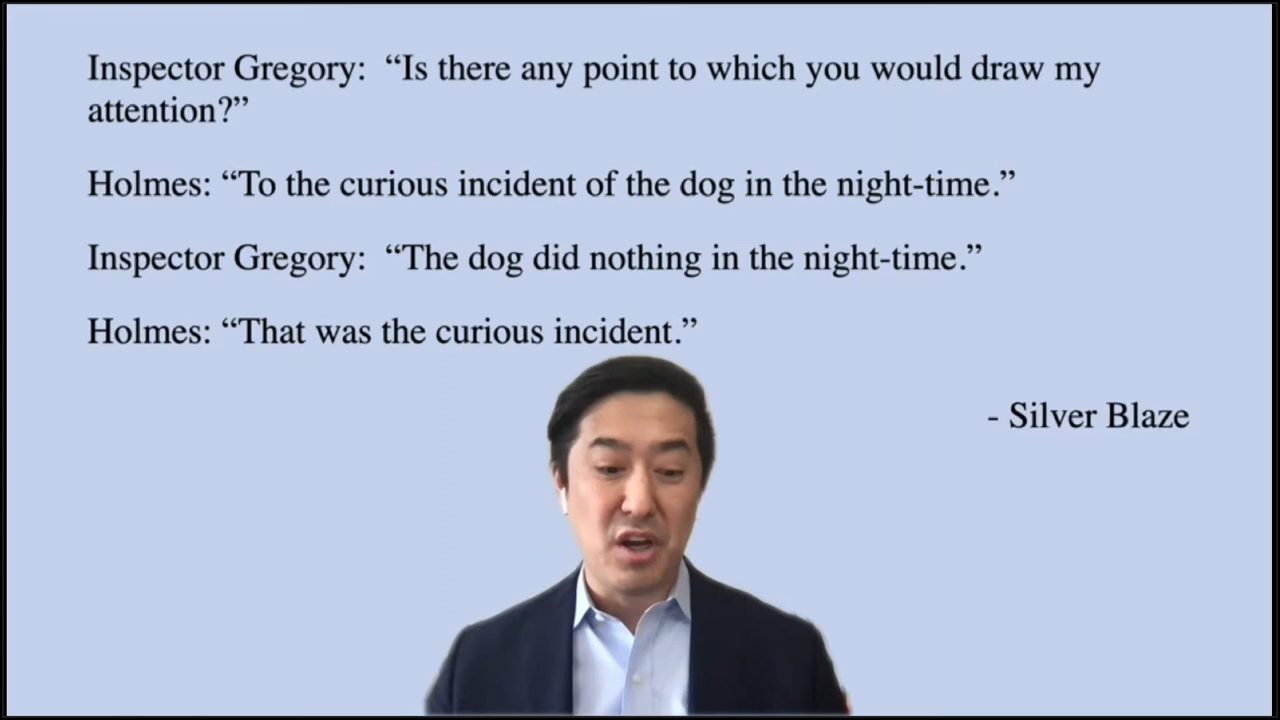 Inspector Gregory:  “Is there any point to which you would draw my
attention?”
Holmes: “To the curious incident of the dog in the night-time.”
Inspector Gregory:  “The dog did nothing in the night-time.”
Holmes: “That was the curious incident.”
- Silver Blaze